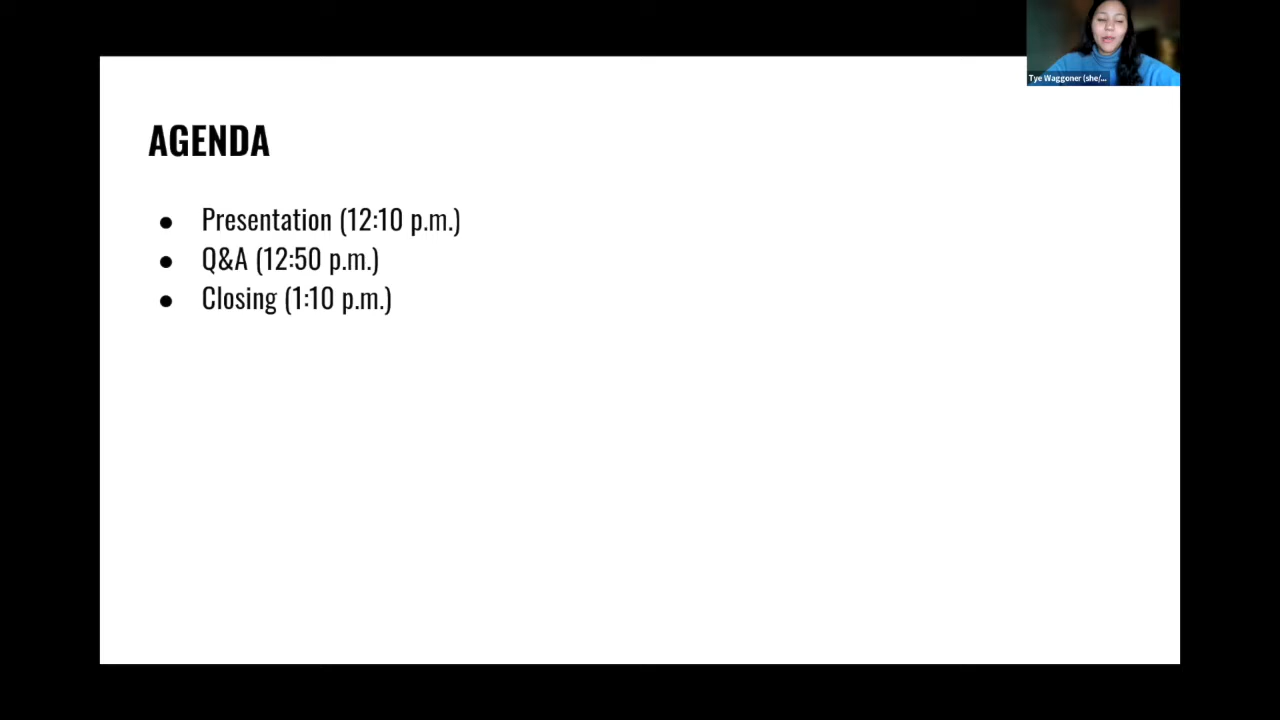 Tye Waggoner (she/...
AGENDA
● Presentation (12:10 p.m.)
● Q&A (12:50 p.m.)
● Closing (1:10 p.m.)